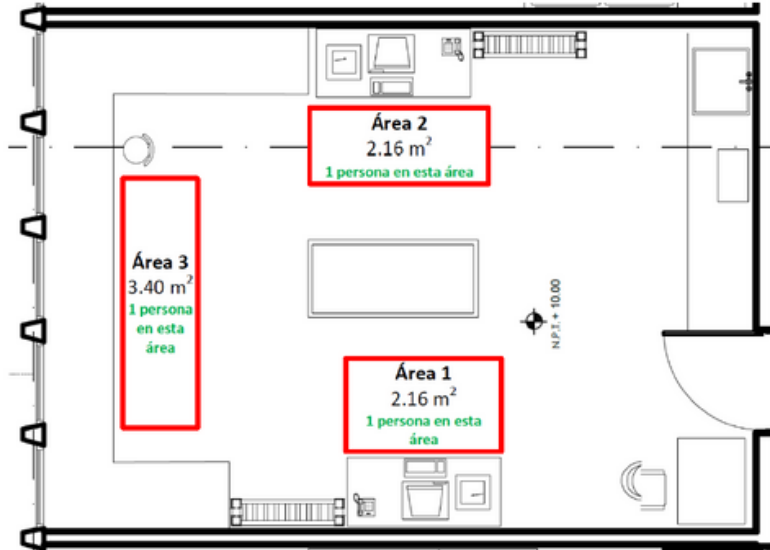 Área 2
2.16 m²
1 persona en esta área
Área 3
3.40 m²
1 persona
en esta
área
N.P.T. + 10.00
Área 1
2.16 m²
1 persona en esta
área